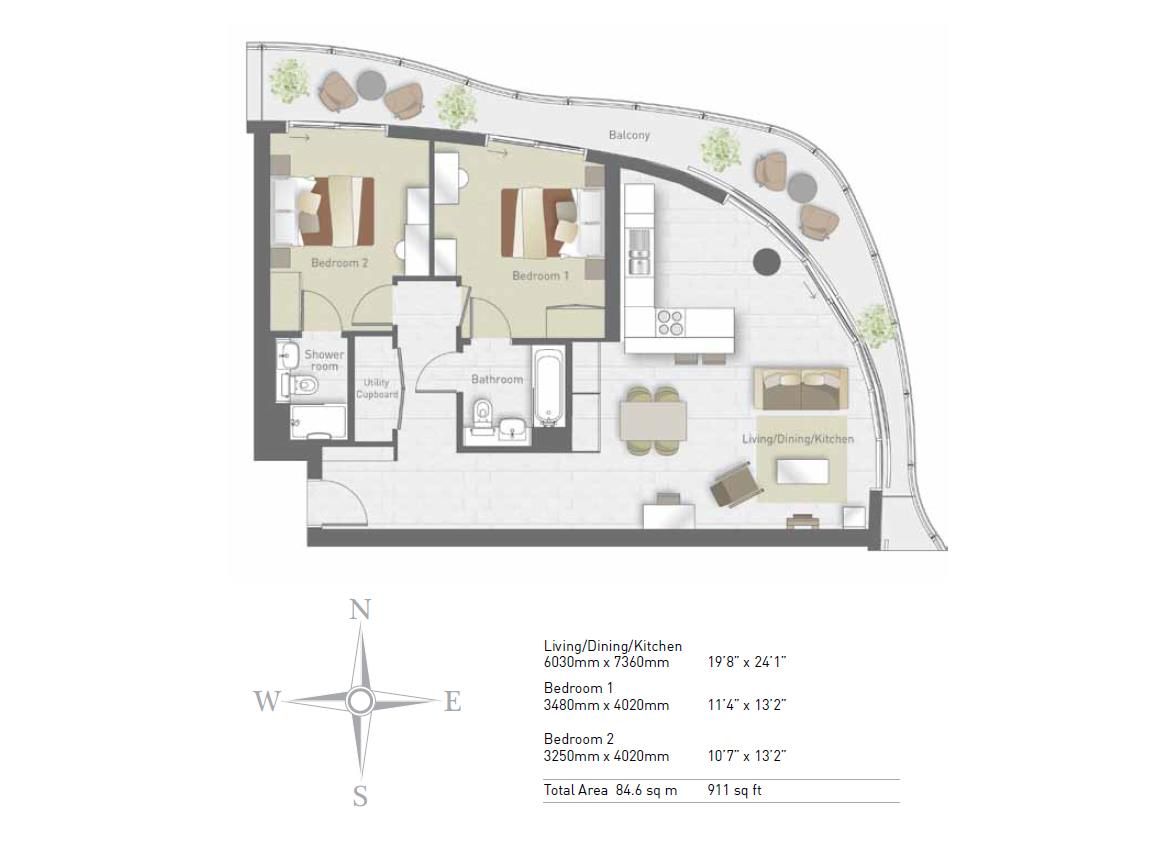 Balcony
Bedroom 2
Bedroom 1
Shower
room
Utility
Cupboard
Bathroom
Living/Dining/Kitchen
N
W
E
S
Living/Dining/Kitchen
6030mm x 7360mm 19'8" x 24'1"
Bedroom 1
3480mm x 4020mm 11'4" x 13'2"
Bedroom 2
3250mm x 4020mm 10'7" x 13'2"
Total Area 84.6 sq m 911 sq ft